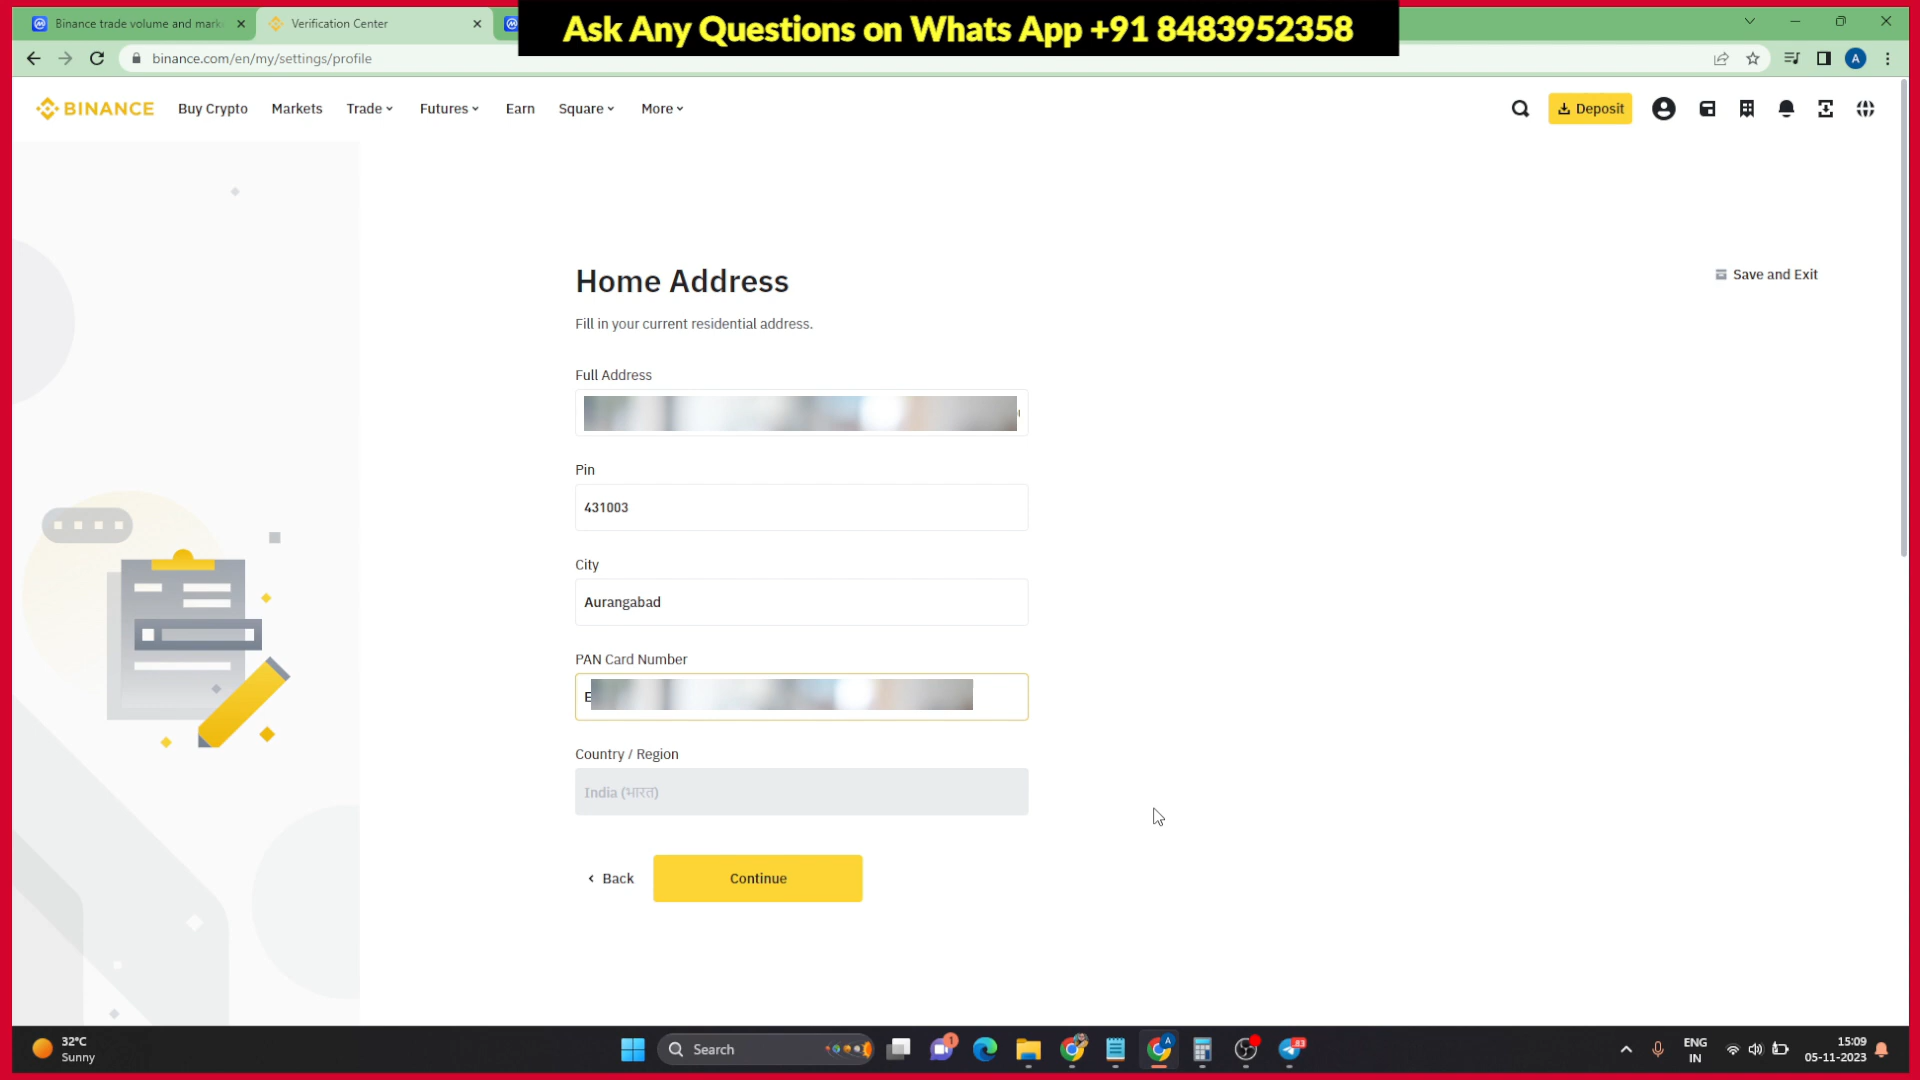 Binance trade volume and mark
Verification Center
Ask Any Questions on Whats App +91 8483952358
binance.com/en/my/settings/profile
A
BINANCE
Buy Crypto
Markets
Trade
Futures
Earn
Square
More
Deposit
Home Address
Save and Exit
Fill in your current residential address.
Full Address
Pin
431003
City
Aurangabad
PAN Card Number
E
Country / Region
India (भारत)
Back
Continue
32°C
Sunny
Search
1
A
83
ENG
IN
15:09
05-11-2023